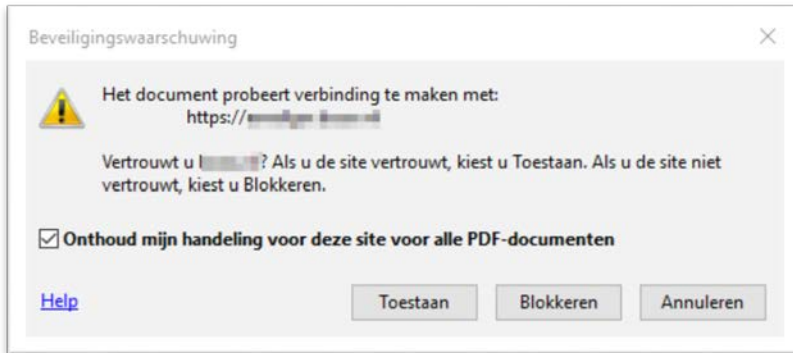 Beveiligingswaarschuwing
Het document probeert verbinding te maken met:
https://
Vertrouwt u ? Als u de site vertrouwt, kiest u Toestaan. Als u de site niet
vertrouwt, kiest u Blokkeren.
Onthoud mijn handeling voor deze site voor alle PDF-documenten
Help
Toestaan
Blokkeren
Annuleren